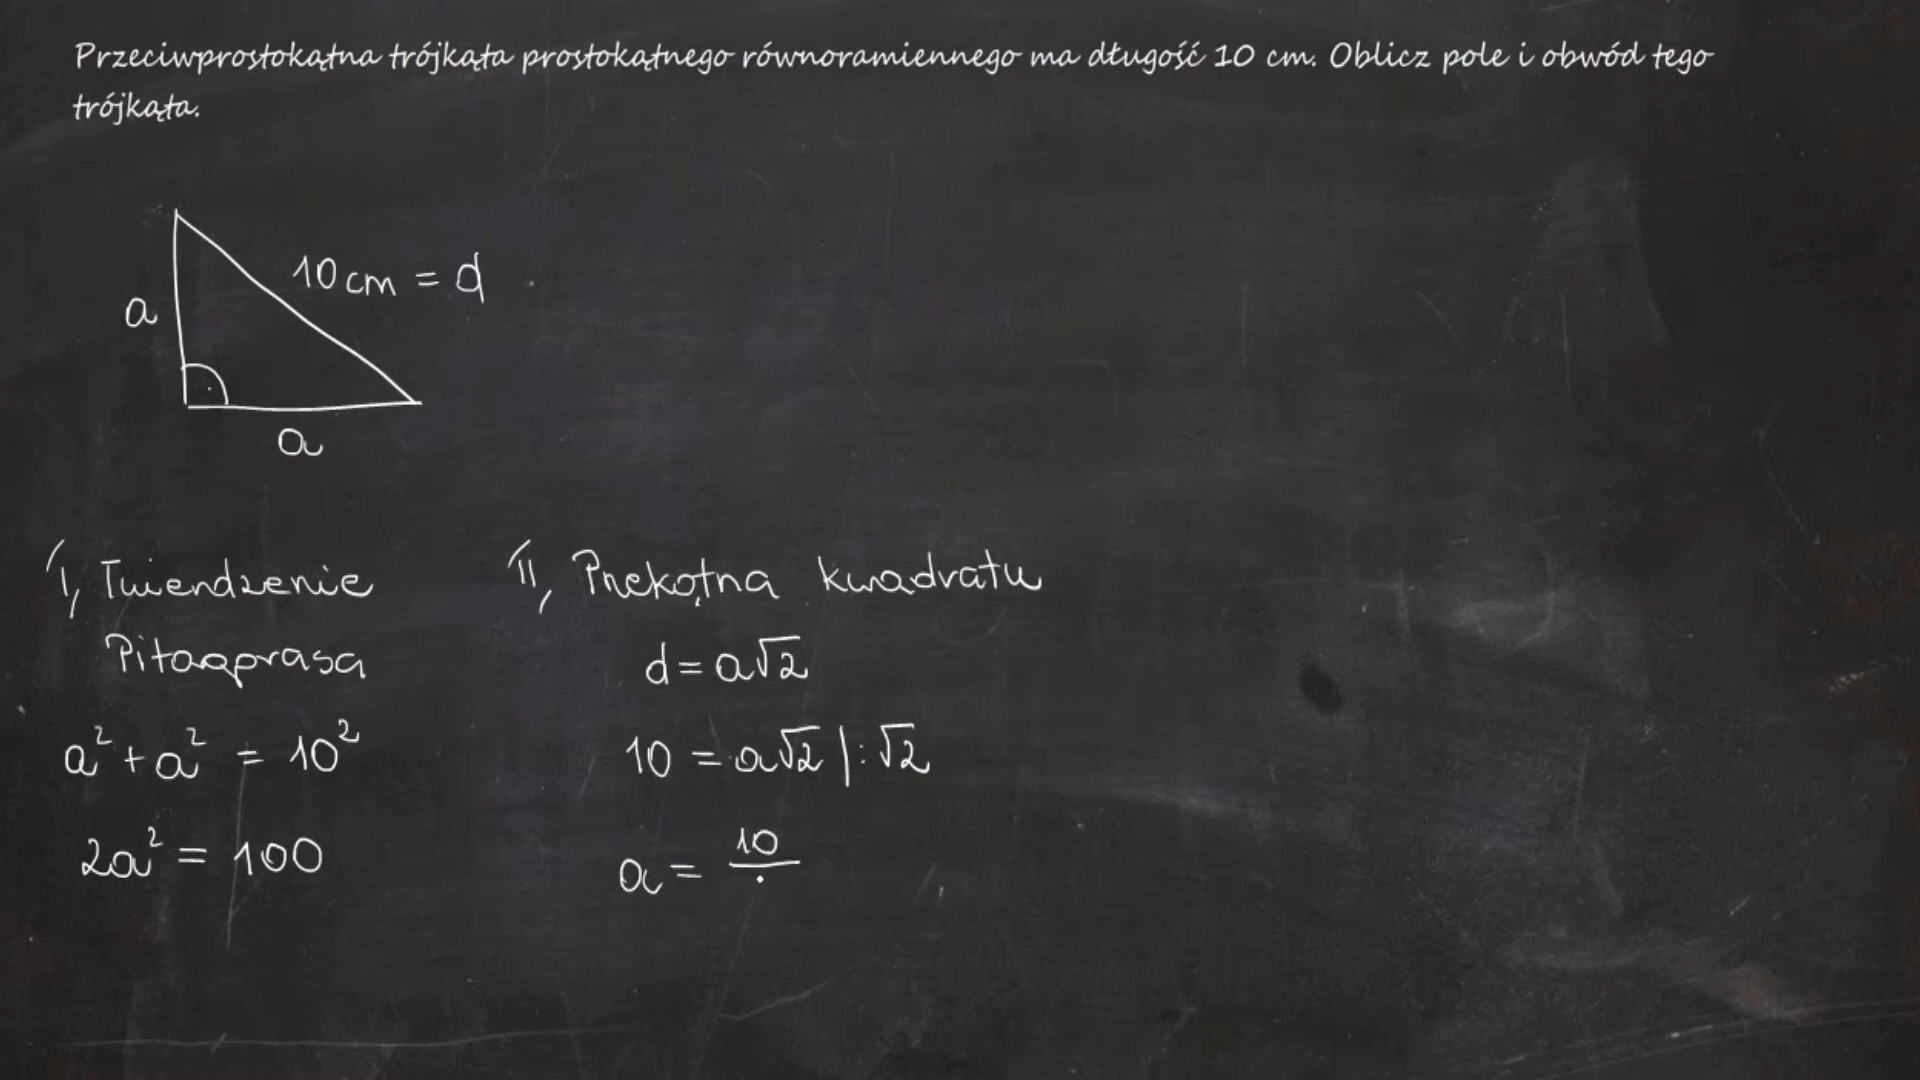 Przeciwprostokątna trójkąta prostokątnego równoramiennego ma długość 10 cm. Oblicz pole i obwód tego
trójkąta.
10 cm = d
a
a
I, Twierdzenie
Pitagorasa
a² + a² = 10²
2a² = 100
II, Przekątna kwadratu
d = a√2
10 = a√2 |:√2
a = 10/